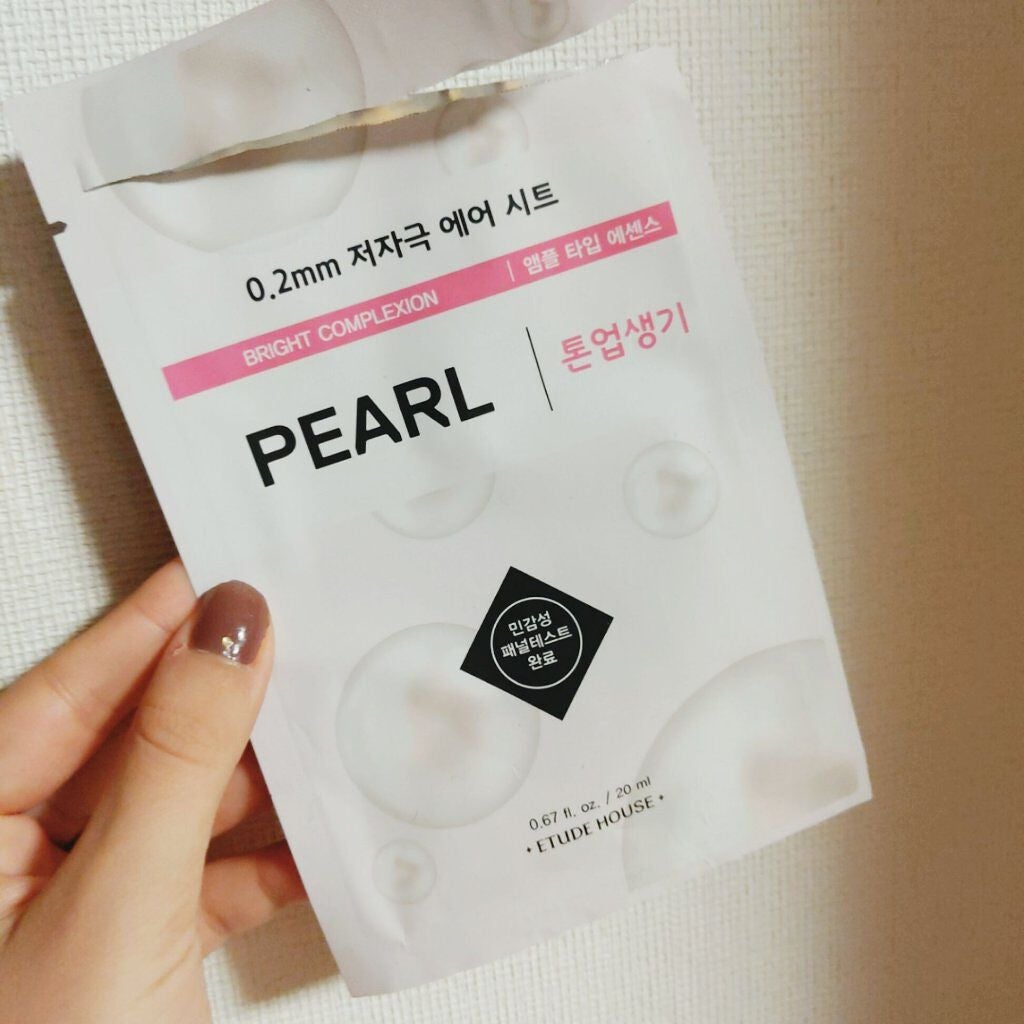 0.2mm 저자극 에어 시트
BRIGHT COMPLEXION | 앰플 타입 에센스
PEARL | 톤업생기
민감성
패널테스트
완료
0.67 fl. oz. / 20 ml
ETUDE HOUSE